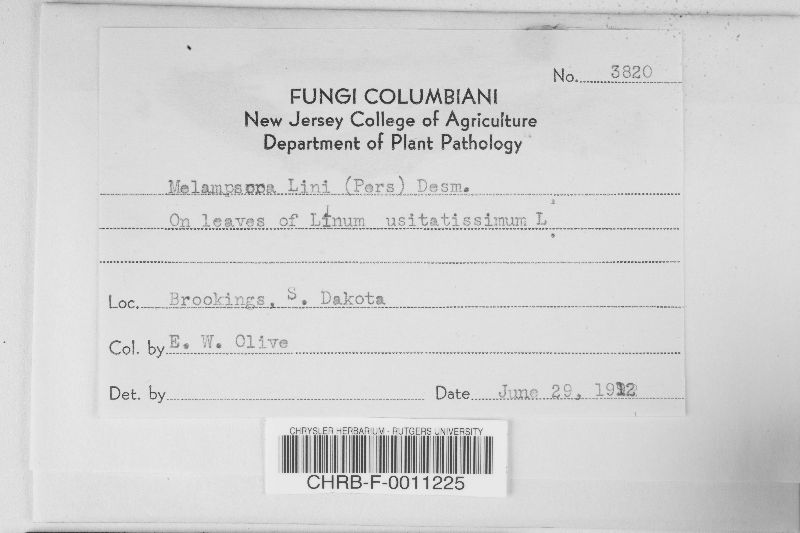 No. 3820
FUNGI COLUMBIANI
New Jersey College of Agriculture
Department of Plant Pathology
Melampsora Lini (Pers) Desm.
On leaves of Linum usitatissimum L.
Loc. Brookings, S. Dakota
Col. by E. W. Olive
Det. by
Date June 29, 1912
CHRYSLER HERBARIUM - RUTGERS UNIVERSITY
CHRB-F-0011225